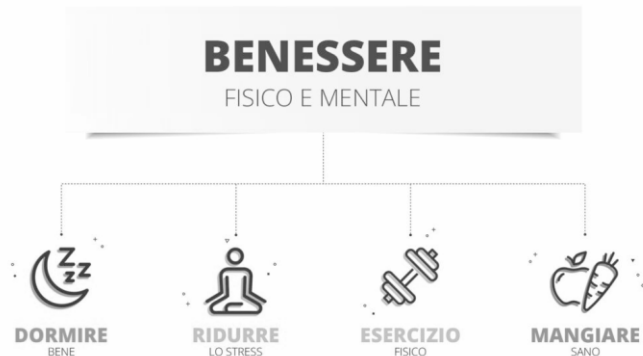 BENESSERE
FISICO E MENTALE
Z Z Z Z
DORMIRE
BENE
RIDURRE
LO STRESS
ESERCIZIO
FISICO
MANGIARE
SANO